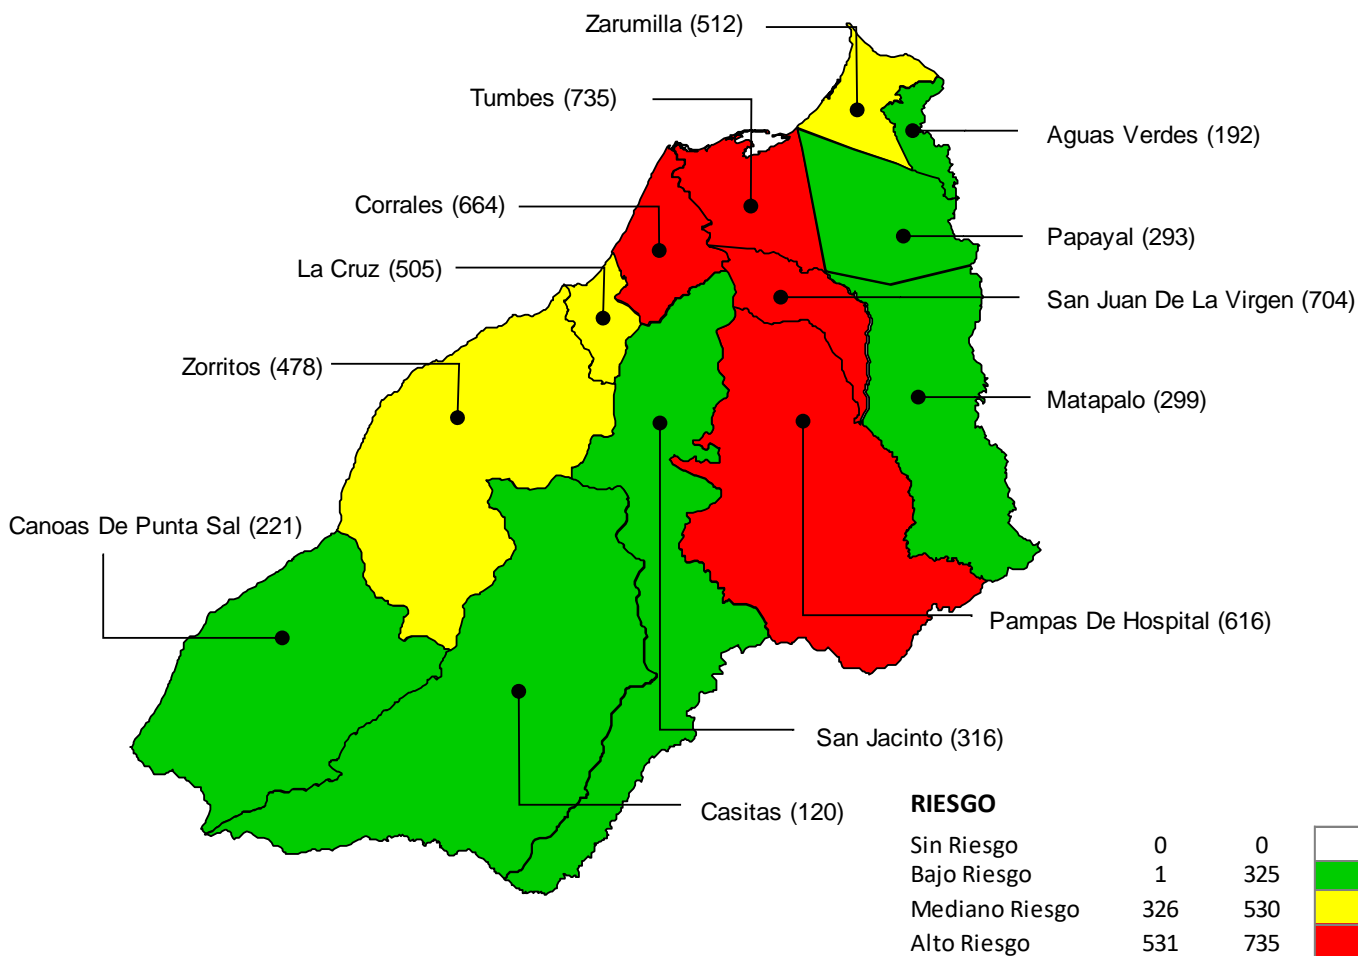 Zarumilla (512)
Tumbes (735)
Aguas Verdes (192)
Corrales (664)
Papayal (293)
La Cruz (505)
San Juan De La Virgen (704)
Zorritos (478)
Matapalo (299)
Canoas De Punta Sal (221)
Pampas De Hospital (616)
San Jacinto (316)
Casitas (120)
RIESGO
Sin Riesgo 0 0
Bajo Riesgo 1 325
Mediano Riesgo 326 530
Alto Riesgo 531 735